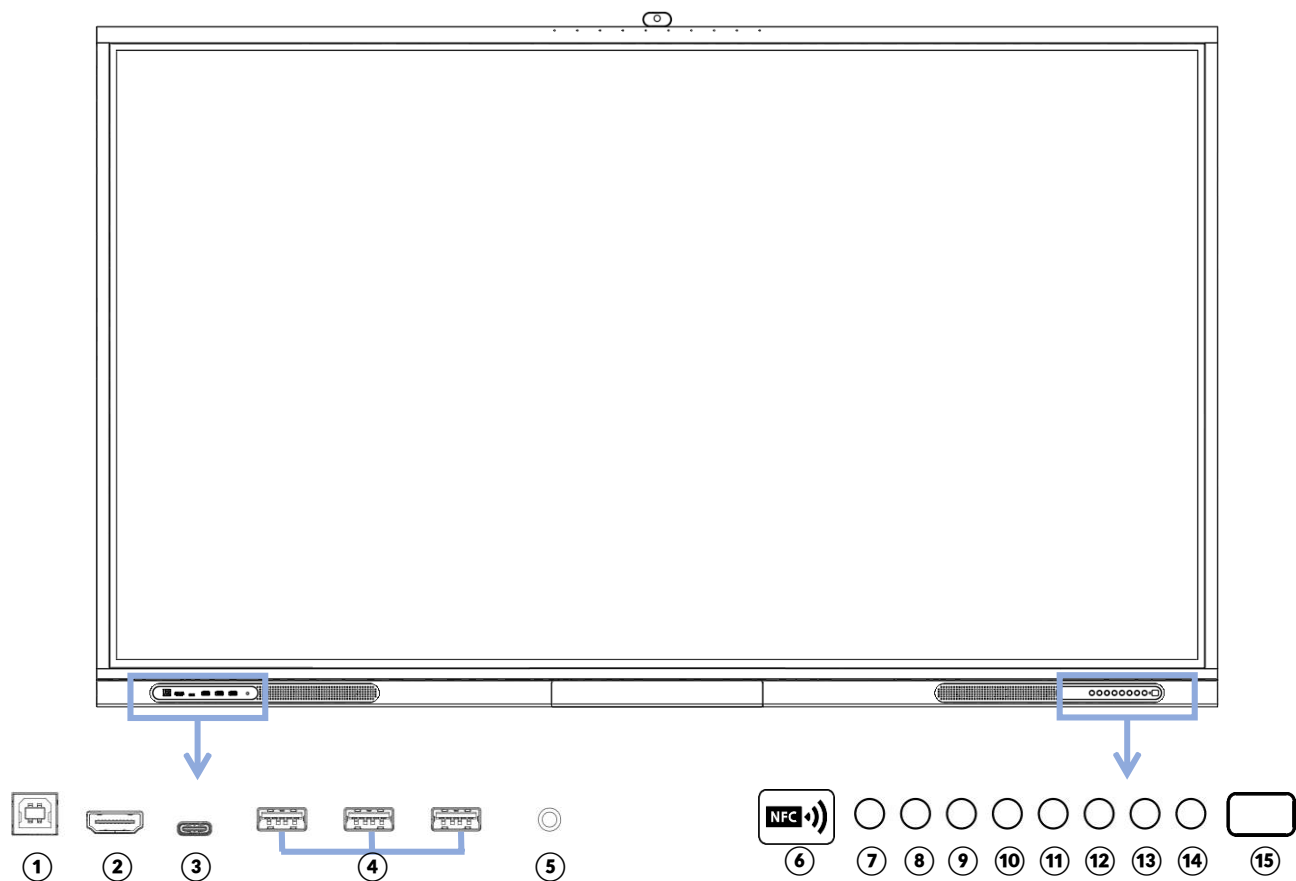 NFC
① ② ③ ④ ⑤ ⑥ ⑦ ⑧ ⑨ ⑩ ⑪ ⑫ ⑬ ⑭ ⑮